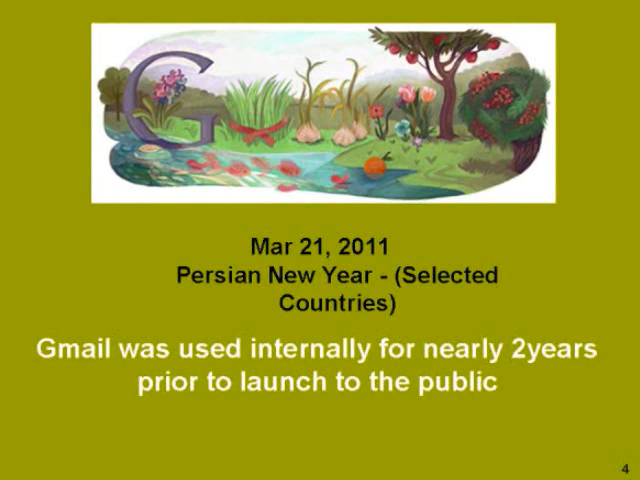 G
Mar 21, 2011
Persian New Year - (Selected
Countries)
Gmail was used internally for nearly 2years
prior to launch to the public
4